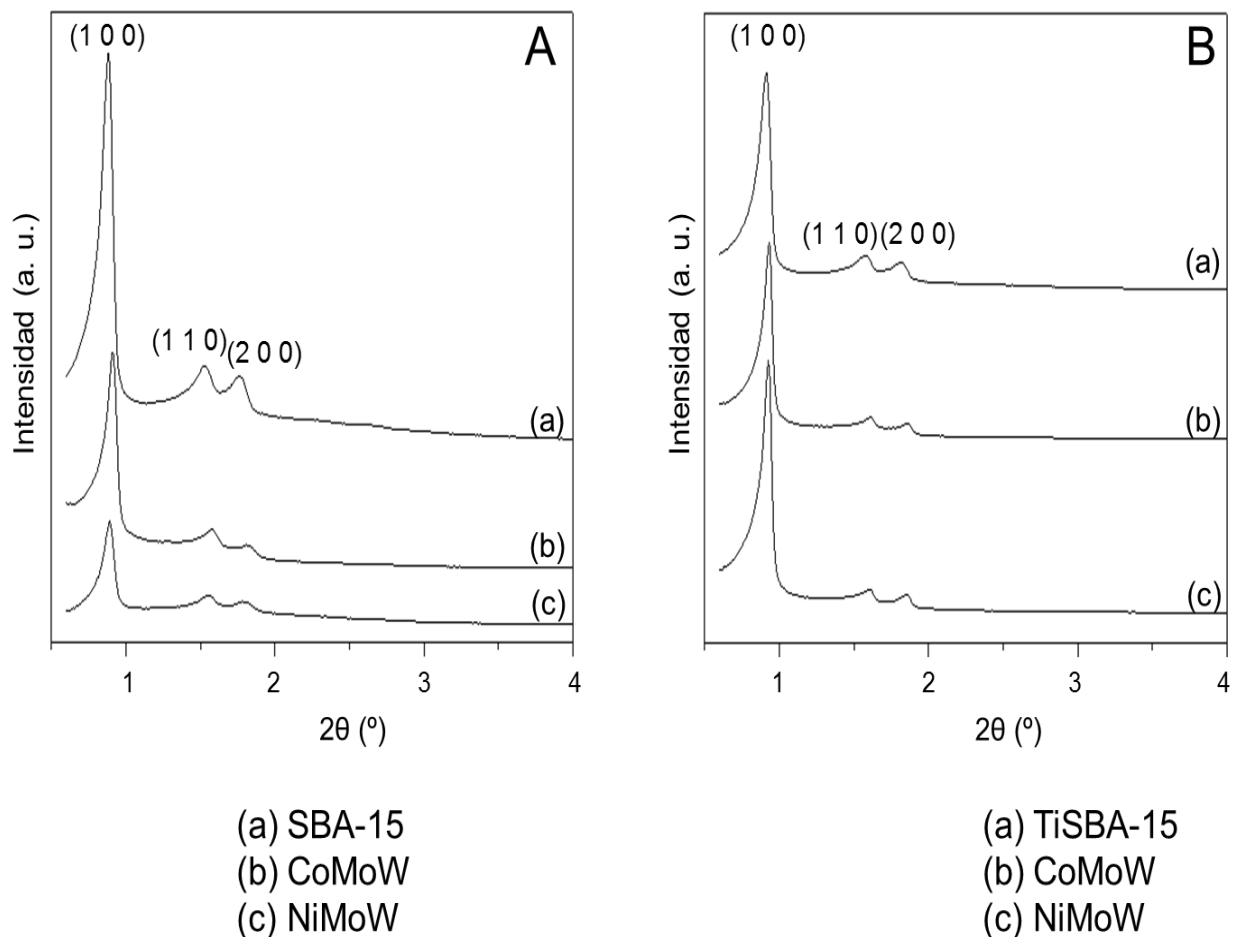 A
(1 0 0)
(1 1 0)
(2 0 0)
(a)
(b)
(c)
Intensidad (a. u.)
1
2
3
4
2θ (º)
(a) SBA-15
(b) CoMoW
(c) NiMoW
B
(1 0 0)
(1 1 0)
(2 0 0)
(a)
(b)
(c)
Intensidad (a. u.)
1
2
3
4
2θ (º)
(a) TiSBA-15
(b) CoMoW
(c) NiMoW